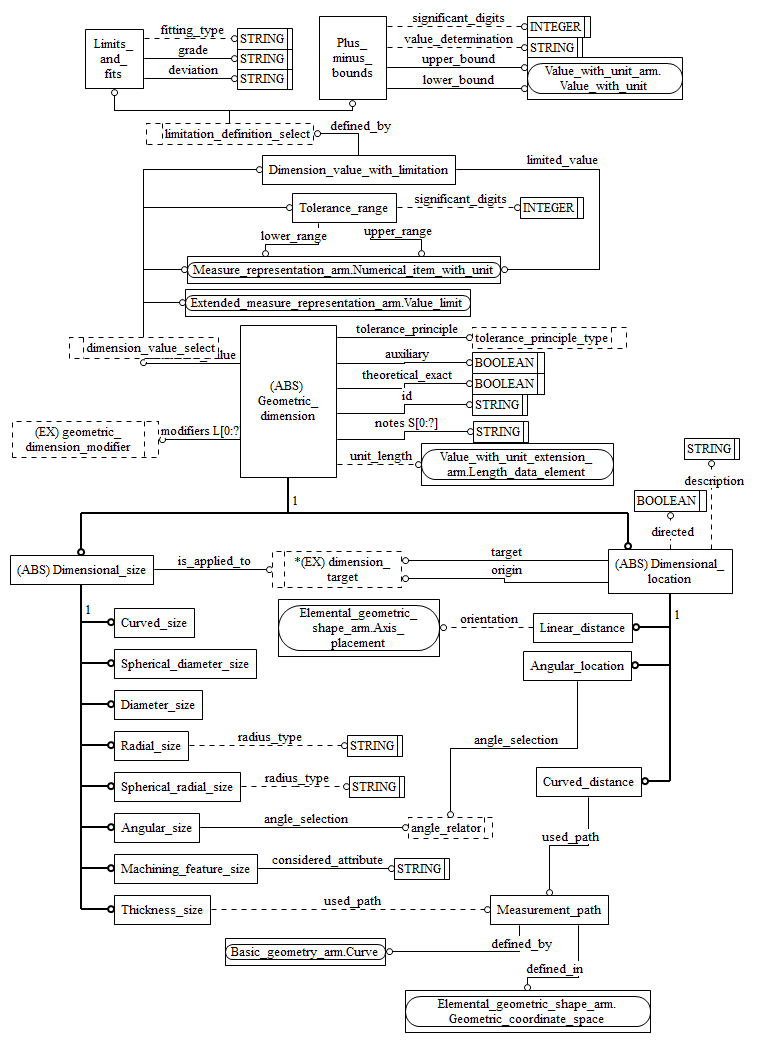 Limits_
and_
fits
fitting_type
STRING
grade
STRING
deviation
STRING
Plus_
minus_
bounds
significant_digits
INTEGER
value_determination
STRING
upper_bound
lower_bound
Value_with_unit_arm.
Value_with_unit
limitation_definition_select
defined_by
Dimension_value_with_limitation
limited_value
Tolerance_range
significant_digits
INTEGER
lower_range
upper_range
Measure_representation_arm.Numerical_item_with_unit
Extended_measure_representation_arm.Value_limit
dimension_value_select
lue
(ABS)
Geometric_
dimension
tolerance_principle
tolerance_principle_type
auxiliary
BOOLEAN
theoretical_exact
BOOLEAN
id
STRING
notes S[0:?]
STRING
unit_length
Value_with_unit_extension_
arm.Length_data_element
(EX) geometric_
dimension_modifier
modifiers L[0:?
1
STRING
description
BOOLEAN
directed
(ABS) Dimensional_size
is_applied_to
*(EX) dimension_
target
target
origin
(ABS) Dimensional_
location
1
1
Curved_size
Elemental_geometric_
shape_arm.Axis_
placement
orientation
Linear_distance
Spherical_diameter_size
Angular_location
Diameter_size
Radial_size
radius_type
STRING
angle_selection
Spherical_radial_size
radius_type
STRING
Curved_distance
Angular_size
angle_selection
angle_relator
used_path
Machining_feature_size
considered_attribute
STRING
Thickness_size
used_path
Measurement_path
defined_by
Basic_geometry_arm.Curve
defined_in
Elemental_geometric_shape_arm.
Geometric_coordinate_space